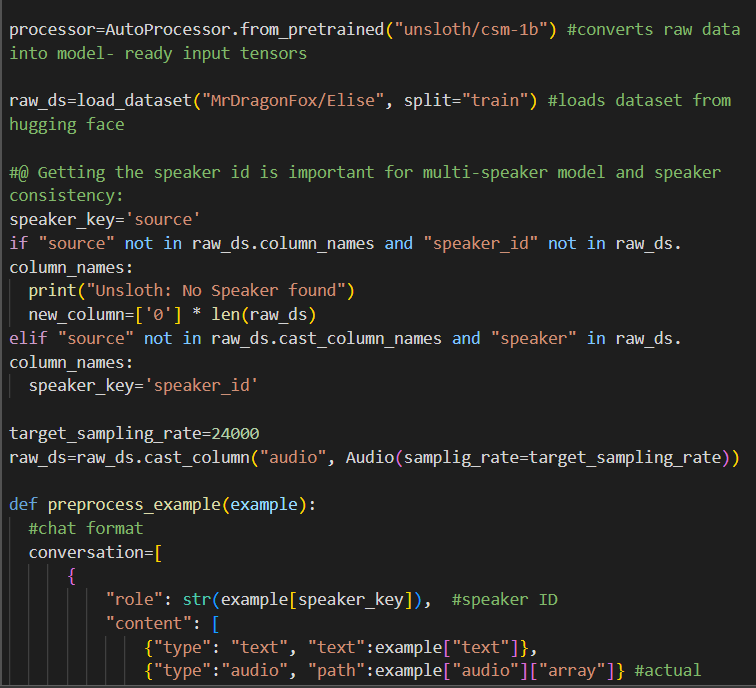 processor=AutoProcessor.from_pretrained("unsloth/csm-1b") #converts raw data
into model- ready input tensors
raw_ds=load_dataset("MrDragonFox/Elise", split="train") #loads dataset from
hugging face
#@ Getting the speaker id is important for multi-speaker model and speaker
consistency:
speaker_key='source'
if "source" not in raw_ds.column_names and "speaker_id" not in raw_ds.
column_names:
  print("Unsloth: No Speaker found")
  new_column=['0'] * len(raw_ds)
elif "source" not in raw_ds.cast_column_names and "speaker" in raw_ds.
column_names:
  speaker_key='speaker_id'
target_sampling_rate=24000
raw_ds=raw_ds.cast_column("audio", Audio(samplig_rate=target_sampling_rate))
def preprocess_example(example):
  #chat format
  conversation=[
      {
          "role": str(example[speaker_key]),  #speaker ID
          "content": [
              {"type": "text", "text":example["text"]},
              {"type":"audio", "path":example["audio"]["array"]} #actual